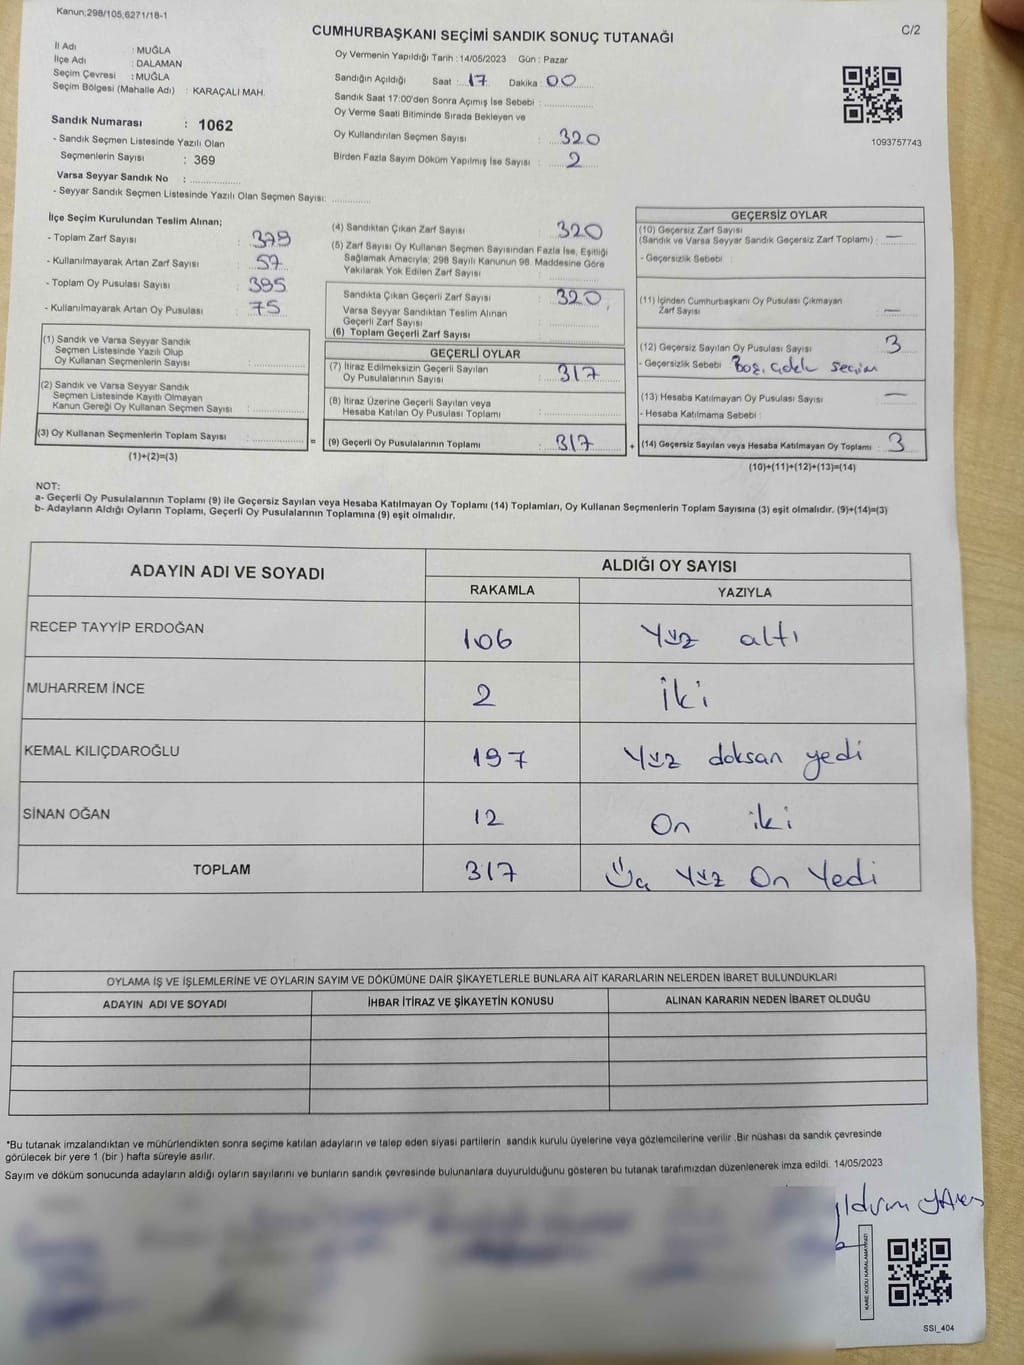 Kanun;298/105,6271/18-1
CUMHURBAŞKANI SEÇİMİ SANDIK SONUÇ TUTANAĞI
C/2
İl Adı : MUĞLA
İlçe Adı : DALAMAN
Seçim Çevresi : MUĞLA
Seçim Bölgesi (Mahalle Adı) : KARAÇALI MAH.
Oy Vermenin Yapıldığı Tarih : 14/05/2023 Gün : Pazar
Sandığın Açıldığı Saat : 17 Dakika : 00
Sandık Saat 17:00'den Sonra Açılmış İse Sebebi :
Oy Verme Saati Bitiminde Sırada Bekleyen ve
Oy Kullandırılan Seçmen Sayısı : 320
Birden Fazla Sayım Döküm Yapılmış İse Sayısı : 2
1093757743
Sandık Numarası : 1062
- Sandık Seçmen Listesinde Yazılı Olan
Seçmenlerin Sayısı : 369
Varsa Seyyar Sandık No :
- Seyyar Sandık Seçmen Listesinde Yazılı Olan Seçmen Sayısı:
İlçe Seçim Kurulundan Teslim Alınan;
- Toplam Zarf Sayısı : 379
- Kullanılmayarak Artan Zarf Sayısı : 57
- Toplam Oy Pusulası Sayısı : 395
- Kullanılmayarak Artan Oy Pusulası : 75
(1) Sandık ve Varsa Seyyar Sandık
Seçmen Listesinde Yazılı Olup
Oy Kullanan Seçmenlerin Sayısı :
(2) Sandık ve Varsa Seyyar Sandık
Seçmen Listesinde Kayıtlı Olmayan
Kanun Gereği Oy Kullanan Seçmen Sayısı :
(3) Oy Kullanan Seçmenlerin Toplam Sayısı :
(1)+(2)=(3)
(4) Sandıktan Çıkan Zarf Sayısı : 320
(5) Zarf Sayısı Oy Kullanan Seçmen Sayısından Fazla İse, Eşitliği
Sağlamak Amacıyla; 298 Sayılı Kanunun 98. Maddesine Göre
Yakılarak Yok Edilen Zarf Sayısı :
Sandıkta Çıkan Geçerli Zarf Sayısı : 320
Varsa Seyyar Sandıktan Teslim Alınan
Geçerli Zarf Sayısı :
(6) Toplam Geçerli Zarf Sayısı :
GEÇERLİ OYLAR
(7) İtiraz Edilmeksizin Geçerli Sayılan
Oy Pusulalarının Sayısı : 317
(8) İtiraz Üzerine Geçerli Sayılan veya
Hesaba Katılan Oy Pusulası Toplamı :
= (9) Geçerli Oy Pusulalarının Toplamı : 317 +
GEÇERSİZ OYLAR
(10) Geçersiz Zarf Sayısı
(Sandık ve Varsa Seyyar Sandık Geçersiz Zarf Toplamı) : —
- Geçersizlik Sebebi :
(11) İçinden Cumhurbaşkanı Oy Pusulası Çıkmayan
Zarf Sayısı : —
(12) Geçersiz Sayılan Oy Pusulası Sayısı : 3
- Geçersizlik Sebebi : Boş, seçim
(13) Hesaba Katılmayan Oy Pusulası Sayısı : —
- Hesaba Katılmama Sebebi :
(14) Geçersiz Sayılan veya Hesaba Katılmayan Oy Toplamı : 3
(10)+(11)+(12)+(13)=(14)
NOT:
a- Geçerli Oy Pusulalarının Toplamı (9) ile Geçersiz Sayılan veya Hesaba Katılmayan Oy Toplamı (14) Toplamları, Oy Kullanan Seçmenlerin Toplam Sayısına (3) eşit olmalıdır. (9)+(14)=(3)
b- Adayların Aldığı Oyların Toplamı, Geçerli Oy Pusulalarının Toplamına (9) eşit olmalıdır.
ADAYIN ADI VE SOYADI
ALDIĞI OY SAYISI
RAKAMLA YAZIYLA
RECEP TAYYİP ERDOĞAN 106 Yüz altı
MUHARREM İNCE 2 İki
KEMAL KILIÇDAROĞLU 197 Yüz doksan yedi
SİNAN OĞAN 12 On iki
TOPLAM 317 Üç Yüz On Yedi
OYLAMA İŞ VE İŞLEMLERİNE VE OYLARIN SAYIM VE DÖKÜMÜNE DAİR ŞİKAYETLERLE BUNLARA AİT KARARLARIN NELERDEN İBARET BULUNDUKLARI
ADAYIN ADI VE SOYADI İHBAR İTİRAZ VE ŞİKAYETİN KONUSU ALINAN KARARIN NEDEN İBARET OLDUĞU
*Bu tutanak imzalandıktan ve mühürlendikten sonra seçime katılan adayların ve talep eden siyasi partilerin sandık kurulu üyelerine veya gözlemcilerine verilir .Bir nüshası da sandık çevresinde
görülecek bir yere 1 (bir ) hafta süreyle asılır.
Sayım ve döküm sonucunda adayların aldığı oyların sayılarını ve bunların sandık çevresinde bulunanlara duyurulduğunu gösteren bu tutanak tarafımızdan düzenlenerek imza edildi. 14/05/2023
KARE KODU KARALAMAYINIZ!
SSİ_404